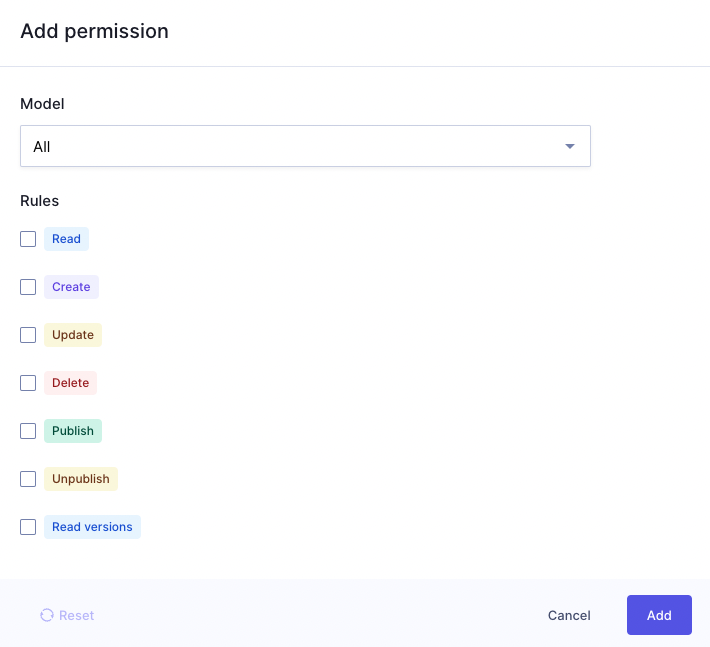 Add permission
Model
All
Rules
Read
Create
Update
Delete
Publish
Unpublish
Read versions
Reset Cancel Add